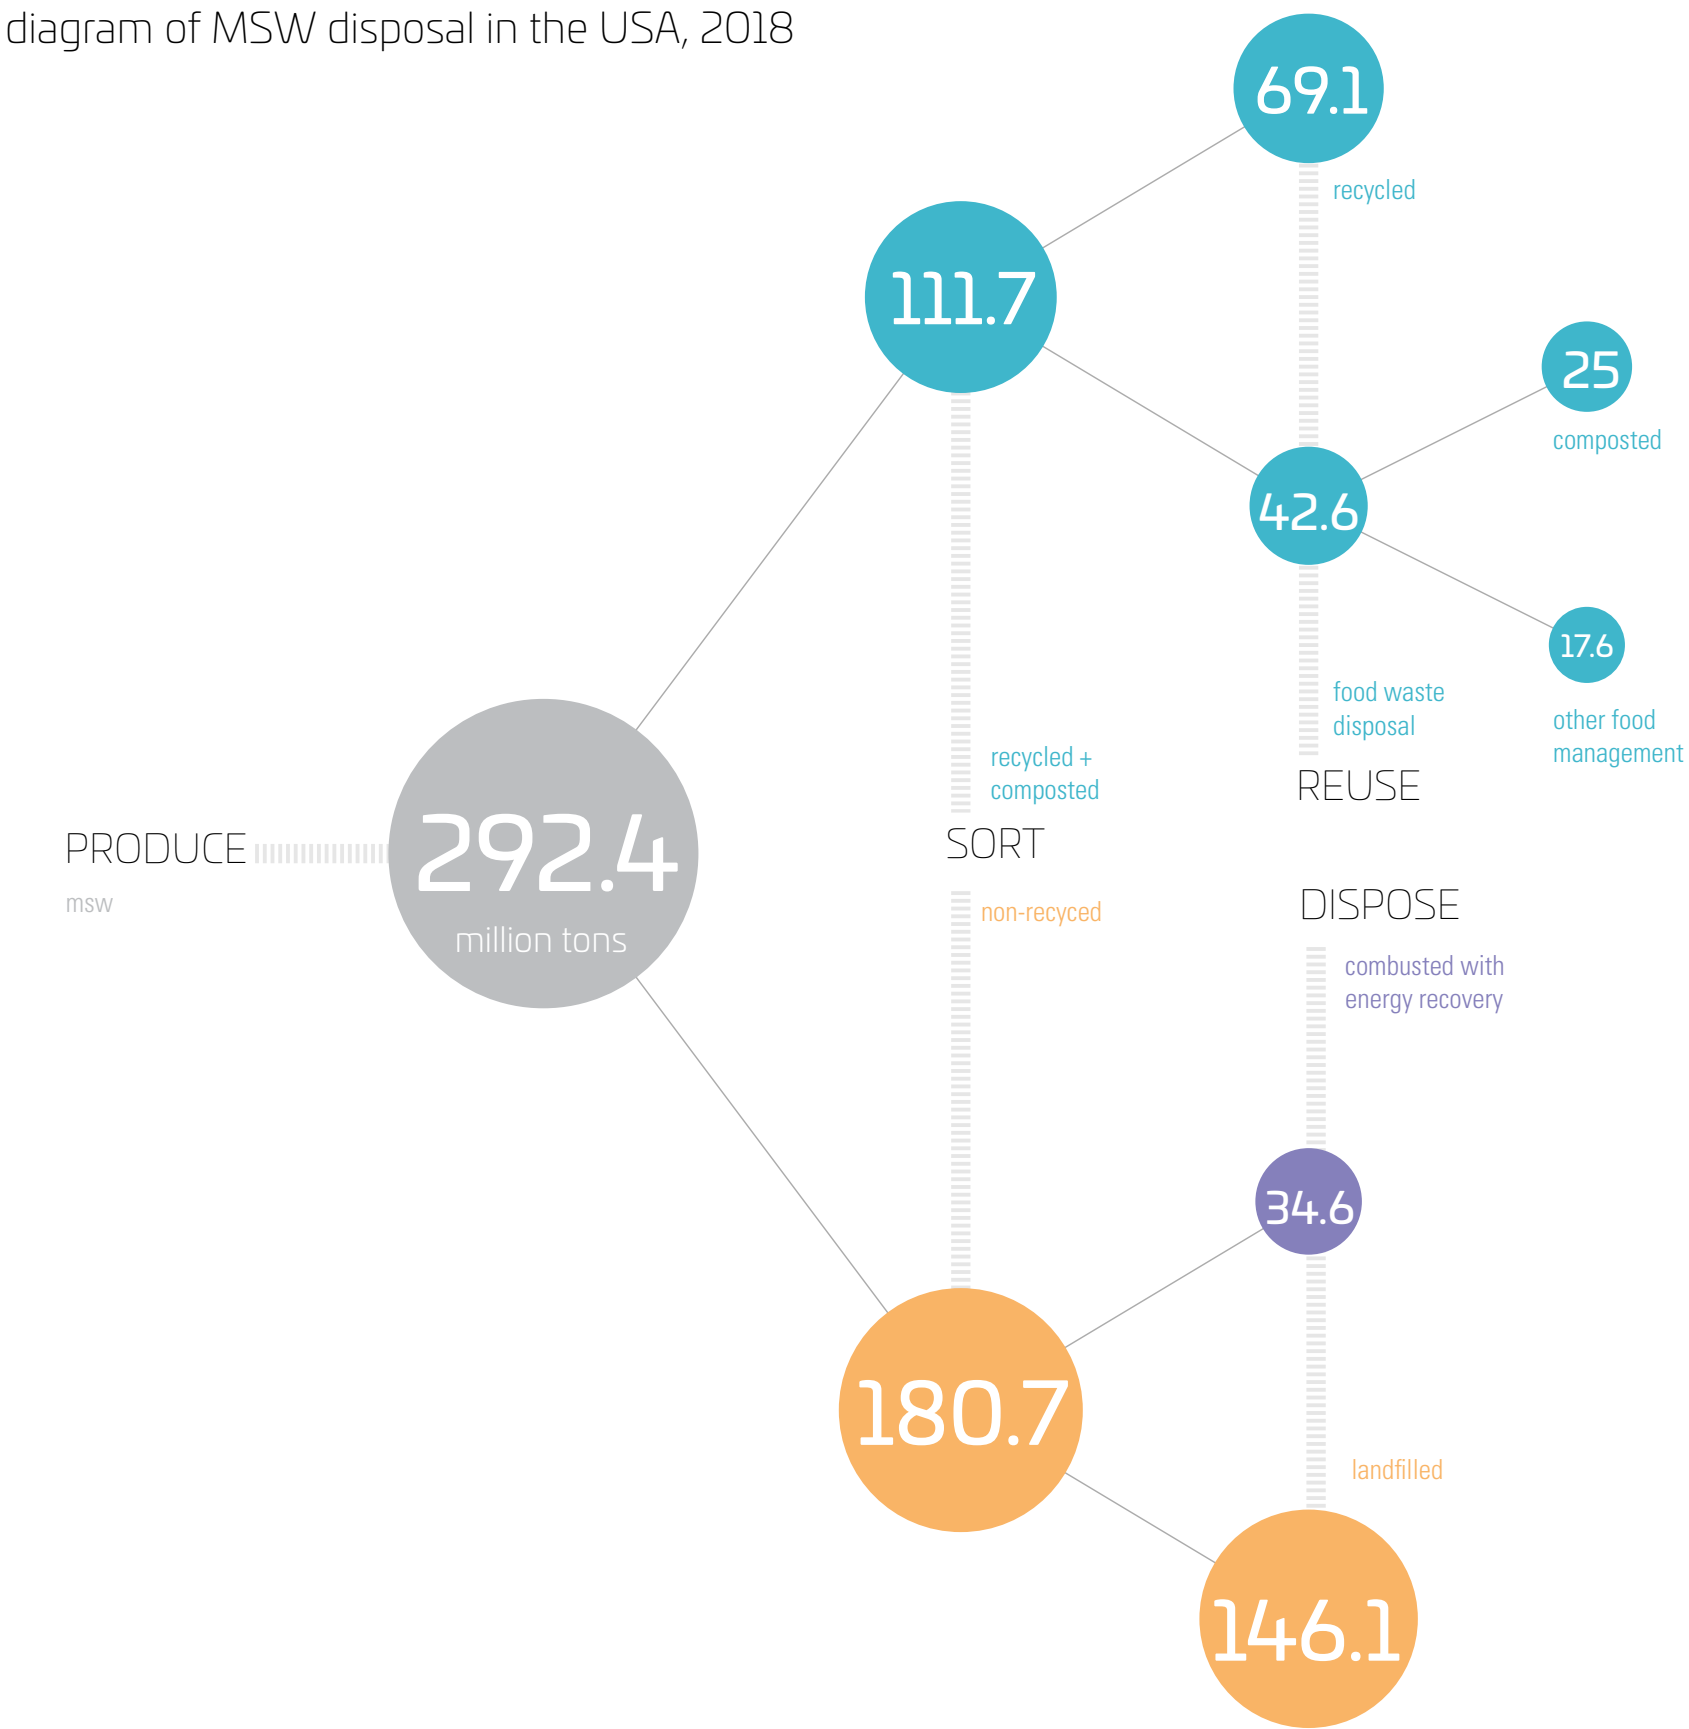 diagram of MSW disposal in the USA, 2018
69.1
recycled
111.7
25
composted
42.6
17.6
food waste
disposal
other food
management
recycled +
composted
REUSE
PRODUCE
msw
292.4
million tons
SORT
non-recyced
DISPOSE
combusted with
energy recovery
34.6
180.7
landfilled
146.1